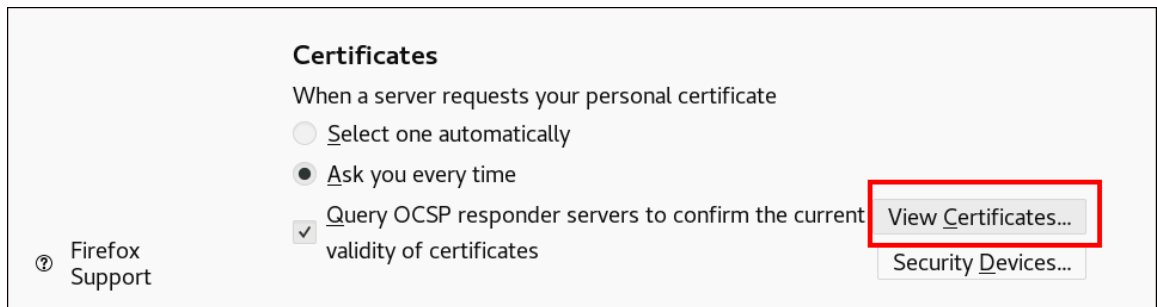 Certificates
When a server requests your personal certificate
Select one automatically
Ask you every time
Query OCSP responder servers to confirm the current
validity of certificates
View Certificates...
Security Devices...
Firefox
Support